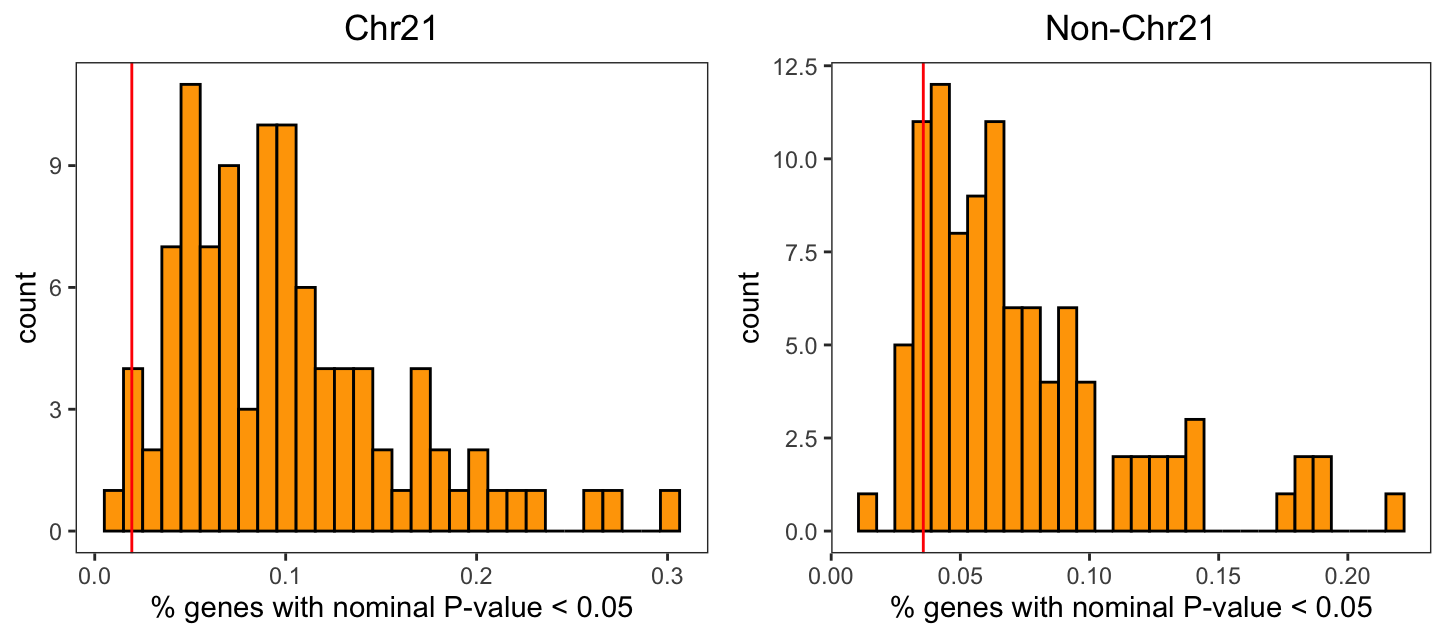 Chr21
count
9
6
3
0
0.0 0.1 0.2 0.3
% genes with nominal P-value < 0.05
Non-Chr21
count
12.5
10.0
7.5
5.0
2.5
0.0
0.00 0.05 0.10 0.15 0.20
% genes with nominal P-value < 0.05